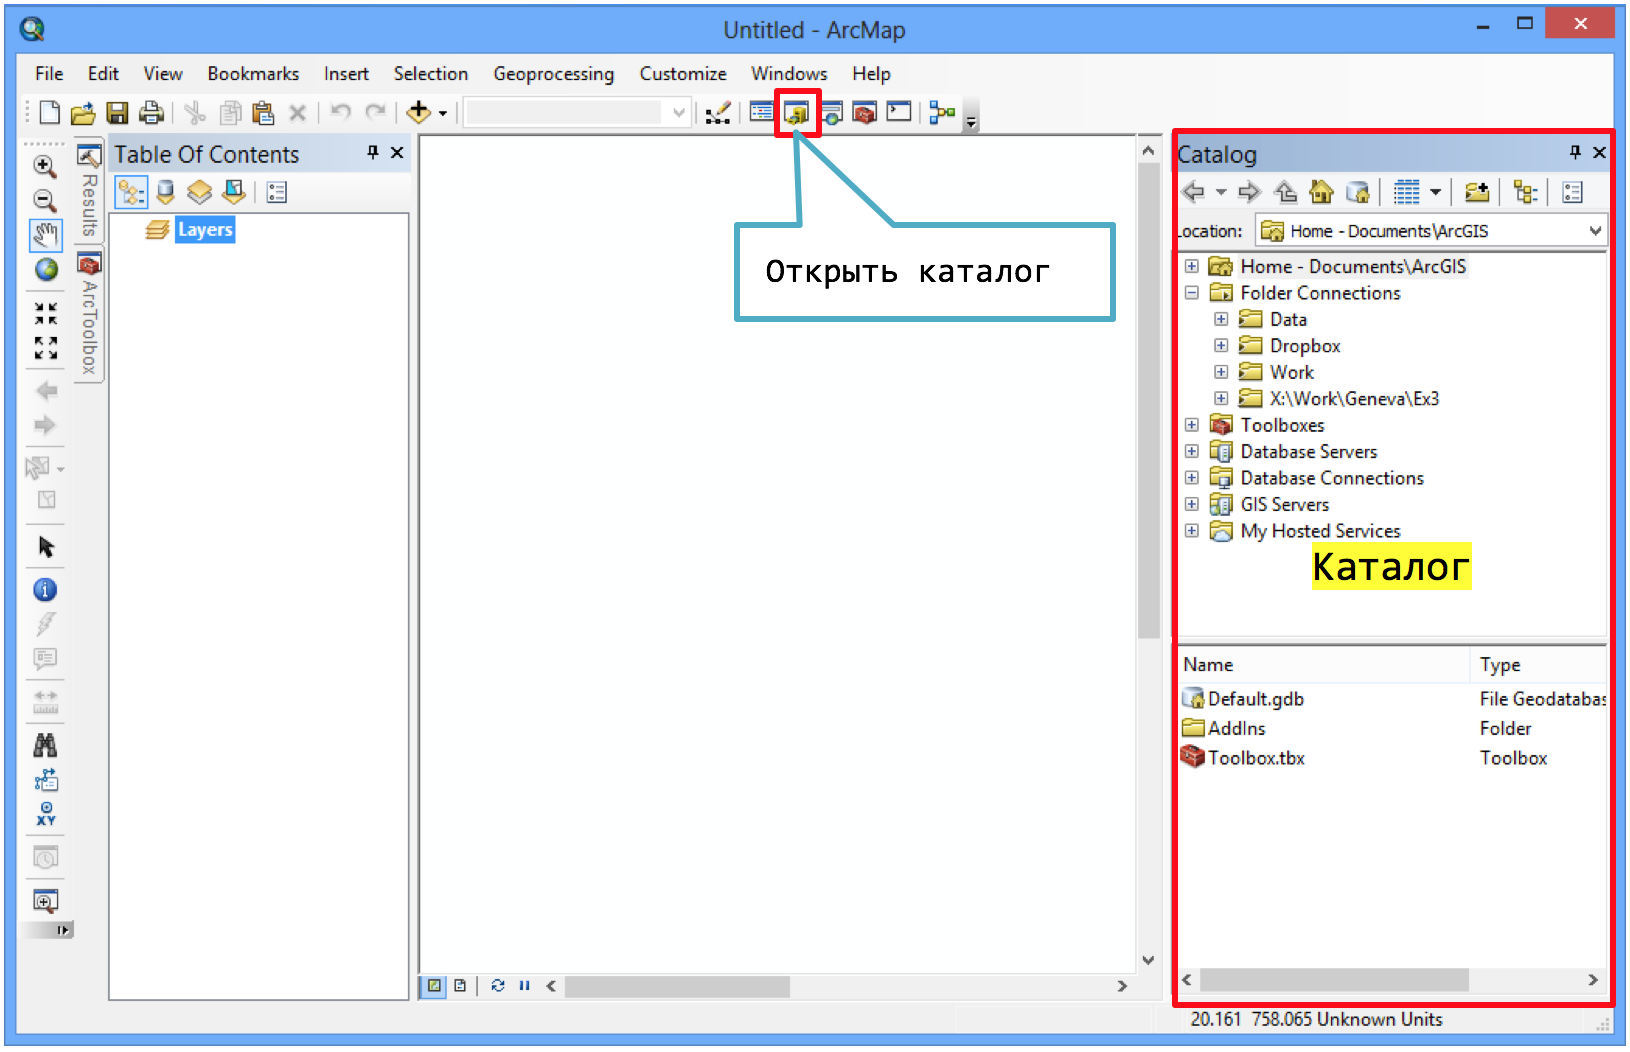 Untitled - ArcMap
File Edit View Bookmarks Insert Selection Geoprocessing Customize Windows Help
Results
ArcToolbox
Table Of Contents
Layers
Открыть каталог
Catalog
Location: Home - Documents\ArcGIS
Home - Documents\ArcGIS
Folder Connections
Data
Dropbox
Work
X:\Work\Geneva\Ex3
Toolboxes
Database Servers
Database Connections
GIS Servers
My Hosted Services
Каталог
Name Type
Default.gdb File Geodatabas
AddIns Folder
Toolbox.tbx Toolbox
XY
20.161 758.065 Unknown Units